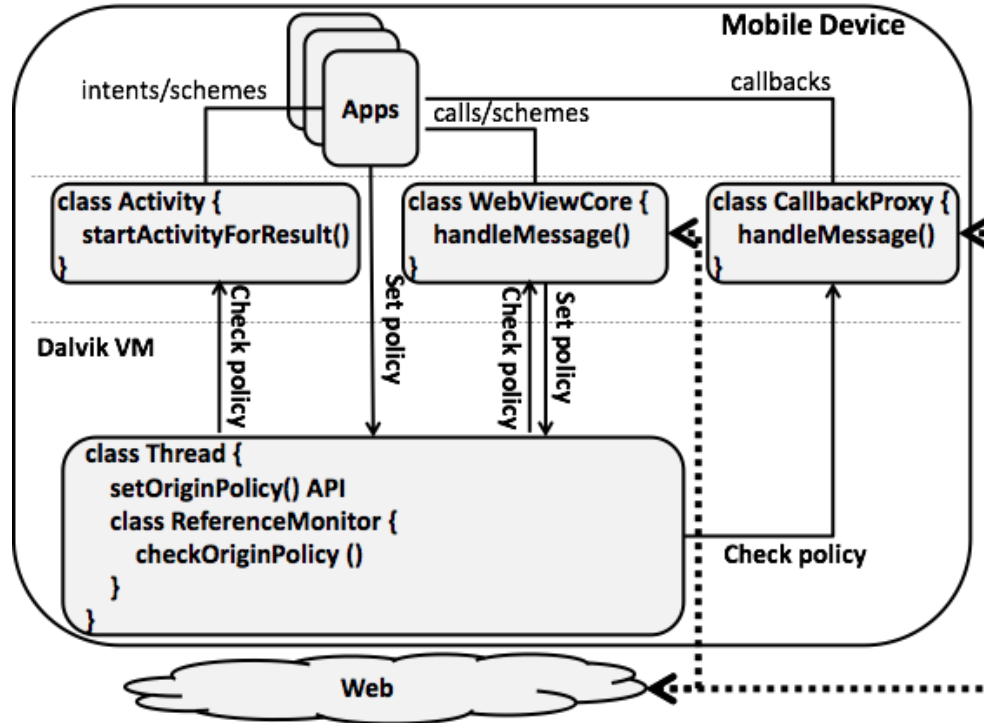 Mobile Device
intents/schemes
Apps
callbacks
calls/schemes
class Activity {
startActivityForResult()
}
class WebViewCore {
handleMessage()
}
class CallbackProxy {
handleMessage()
}
Check policy
Set policy
Check policy
Set policy
Dalvik VM
class Thread {
setOriginPolicy() API
class ReferenceMonitor {
checkOriginPolicy ()
}
}
Check policy
Web